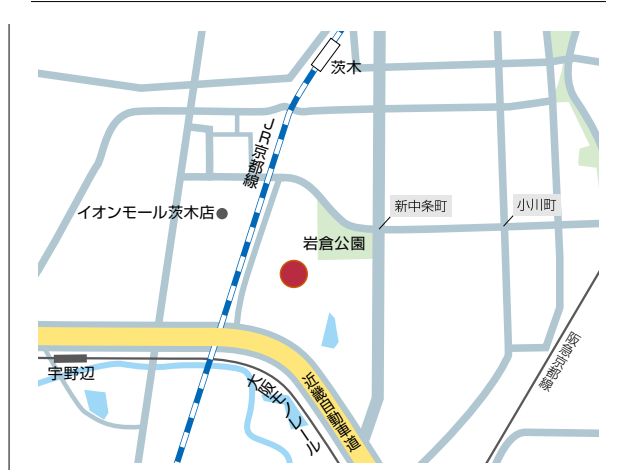 茨木
JR京都線
イオンモール茨木店
新中条町
小川町
岩倉公園
阪急京都線
宇野辺
大阪モノレール
近畿自動車道